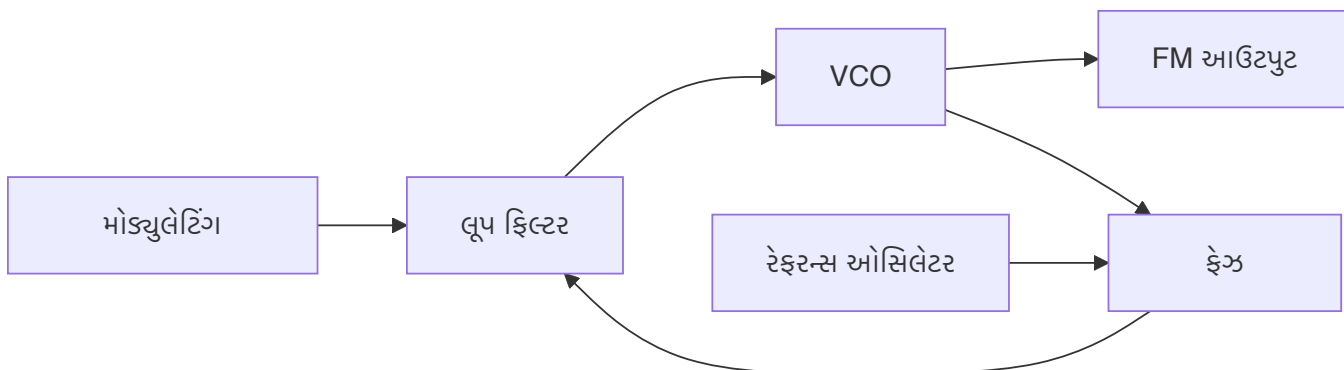 મોડ્યુલેટિંગ
લૂપ ફિલ્ટર
VCO
FM આઉટપુટ
રેફરન્સ ઓસિલેટર
ફેઝ